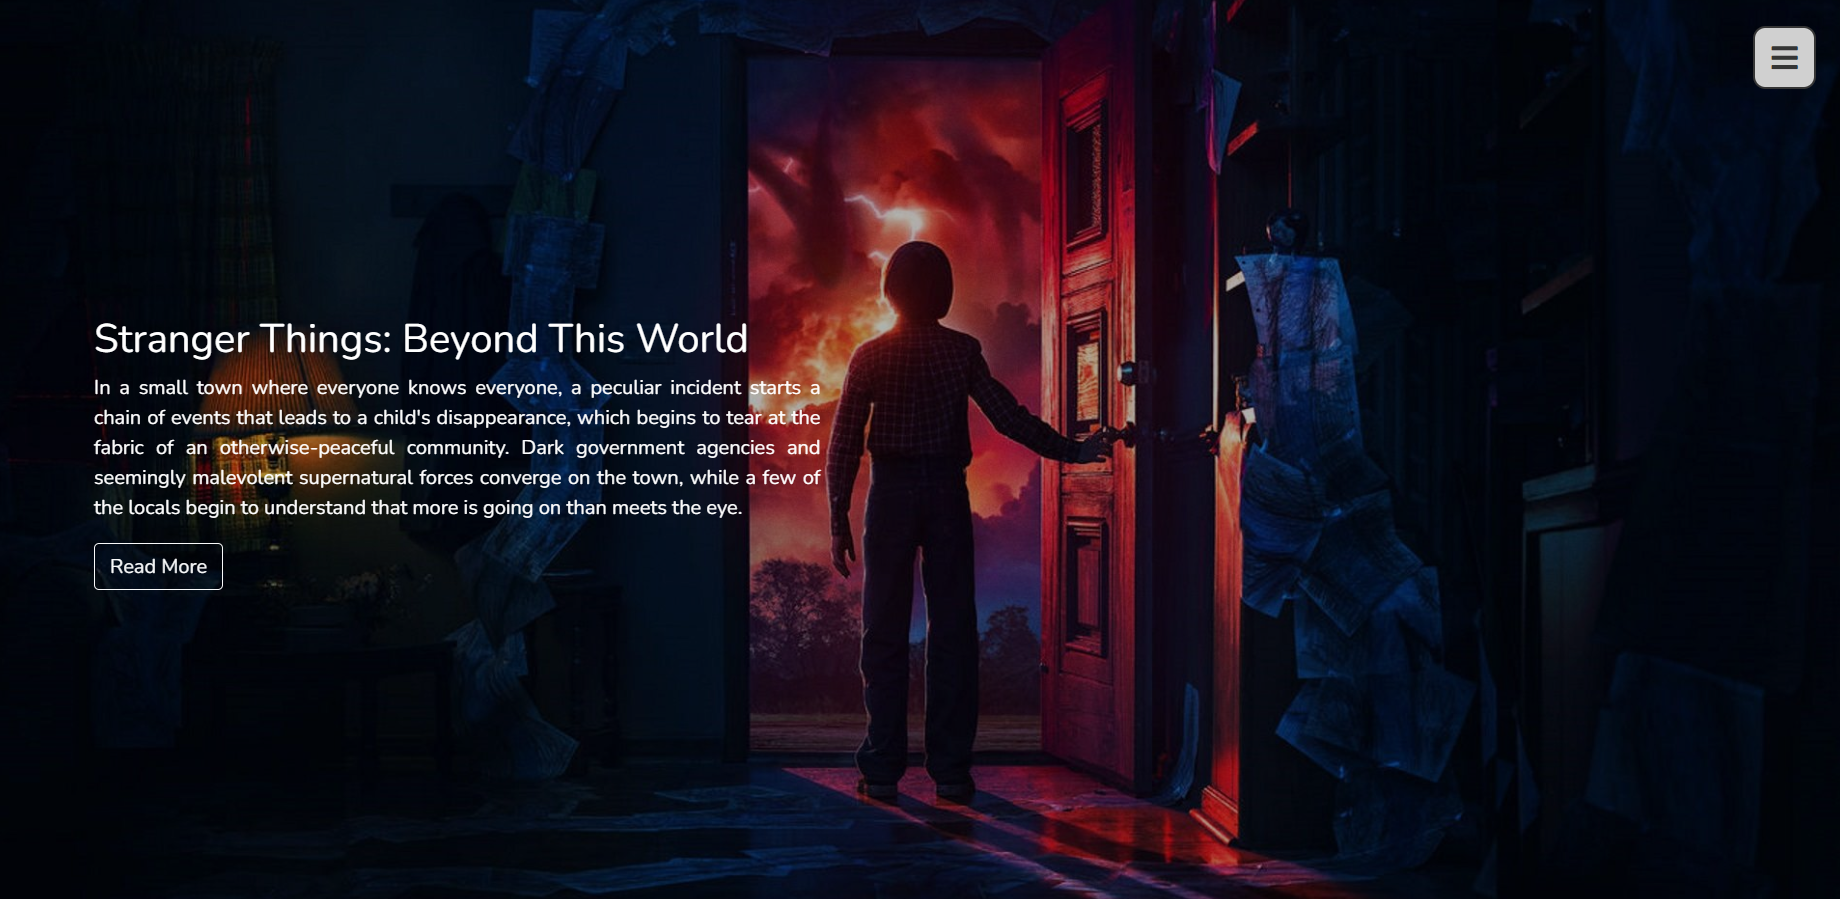 Stranger Things: Beyond This World
In a small town where everyone knows everyone, a peculiar incident starts a
chain of events that leads to a child's disappearance, which begins to tear at the
fabric of an otherwise-peaceful community. Dark government agencies and
seemingly malevolent supernatural forces converge on the town, while a few of
the locals begin to understand that more is going on than meets the eye.
Read More